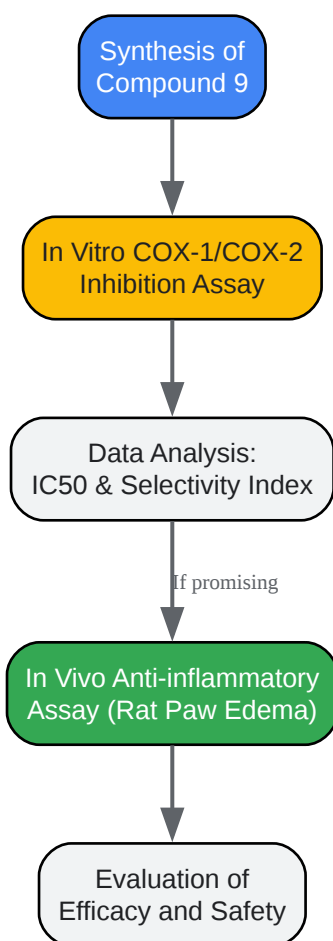 Synthesis of
Compound 9
In Vitro COX-1/COX-2
Inhibition Assay
Data Analysis:
IC50 & Selectivity Index
If promising
In Vivo Anti-inflammatory
Assay (Rat Paw Edema)
Evaluation of
Efficacy and Safety